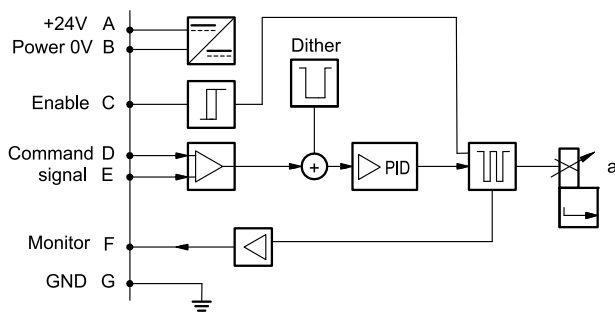 +24V A
Power 0V B
Dither
Enable C
Command D
signal E
PID
a
Monitor F
GND G